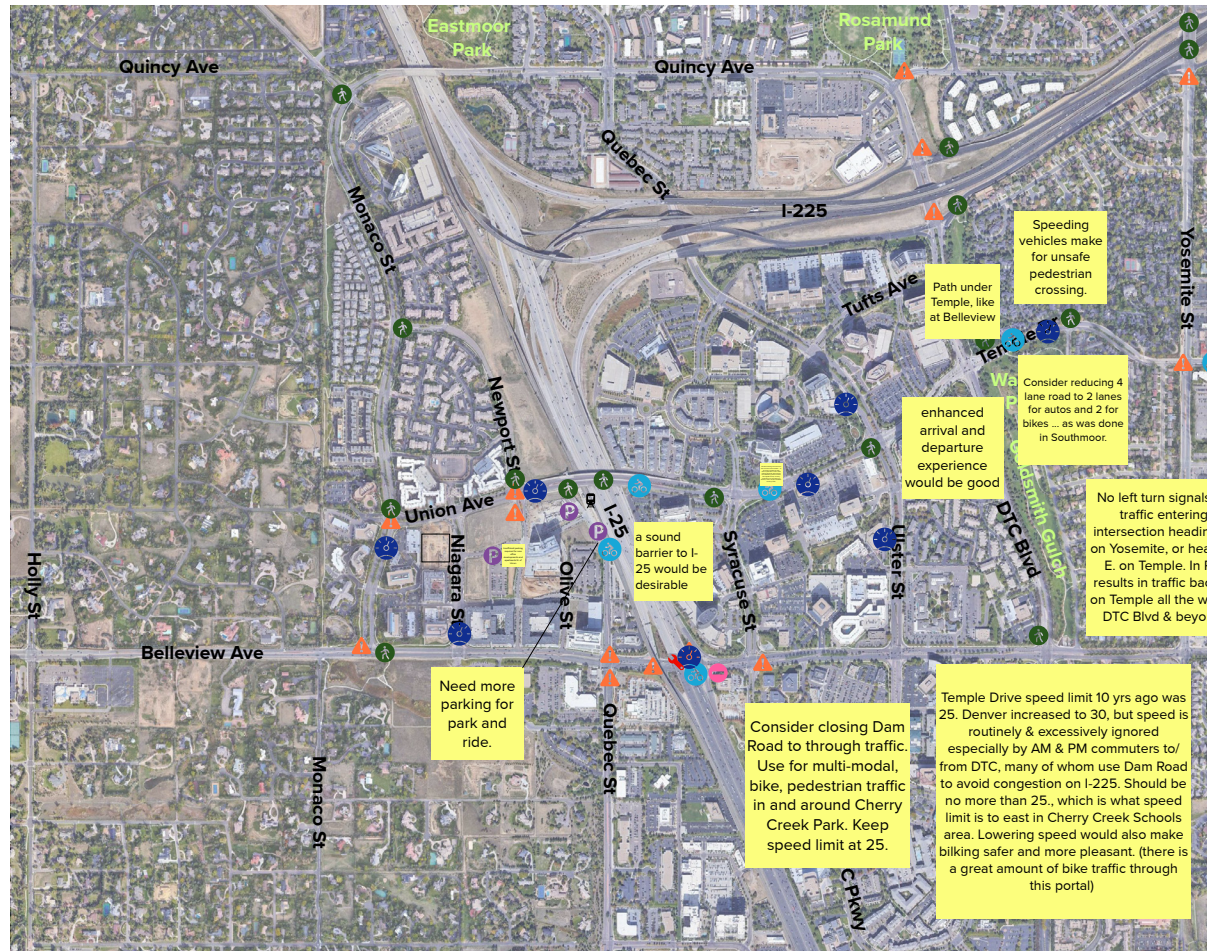 Eastmoor
Park
Rosamund
Park
Quincy Ave
Quincy Ave
Quebec St
I-225
Monaco St
Speeding
vehicles make
for unsafe
pedestrian
crossing.
Yosemite St
Path under
Temple, like
at Belleview
Tufts Ave
Consider reducing 4
lane road to 2 lanes
for autos and 2 for
bikes ... as was done
in Southmoor.
Newport St
enhanced
arrival and
departure
experience
would be good
Goldsmith Gulch
Union Ave
I-25
No left turn signals
traffic entering
intersection headin
on Yosemite, or hea
E. on Temple. In
results in traffic bac
on Temple all the w
DTC Blvd & beyo
DTC Blvd
a sound
barrier to I-
25 would be
desirable
Holly St
Niagara St
Olive St
Syracuse St
Ulster St
Belleview Ave
Need more
parking for
park and
ride.
Quebec St
Monaco St
Consider closing Dam
Road to through traffic.
Use for multi-modal,
bike, pedestrian traffic
in and around Cherry
Creek Park. Keep
speed limit at 25.
Temple Drive speed limit 10 yrs ago was
25. Denver increased to 30, but speed is
routinely & excessively ignored
especially by AM & PM commuters to/
from DTC, many of whom use Dam Road
to avoid congestion on I-225. Should be
no more than 25., which is what speed
limit is to east in Cherry Creek Schools
area. Lowering speed would also make
bilking safer and more pleasant. (there is
a great amount of bike traffic through
this portal)
C Pkwy